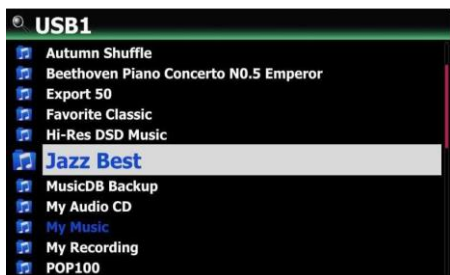 USB1
Autumn Shuffle
Beethoven Piano Concerto N0.5 Emperor
Export 50
Favorite Classic
Hi-Res DSD Music
Jazz Best
MusicDB Backup
My Audio CD
My Music
My Recording
POP100